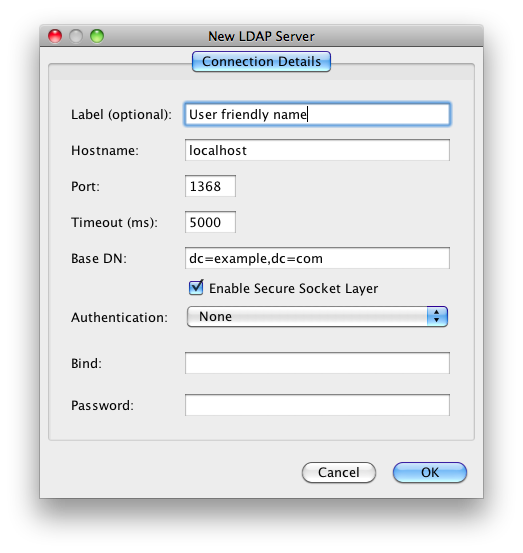 New LDAP Server
Connection Details
Label (optional): User friendly name
Hostname: localhost
Port: 1368
Timeout (ms): 5000
Base DN: dc=example,dc=com
Enable Secure Socket Layer
Authentication: None
Bind:
Password:
Cancel OK